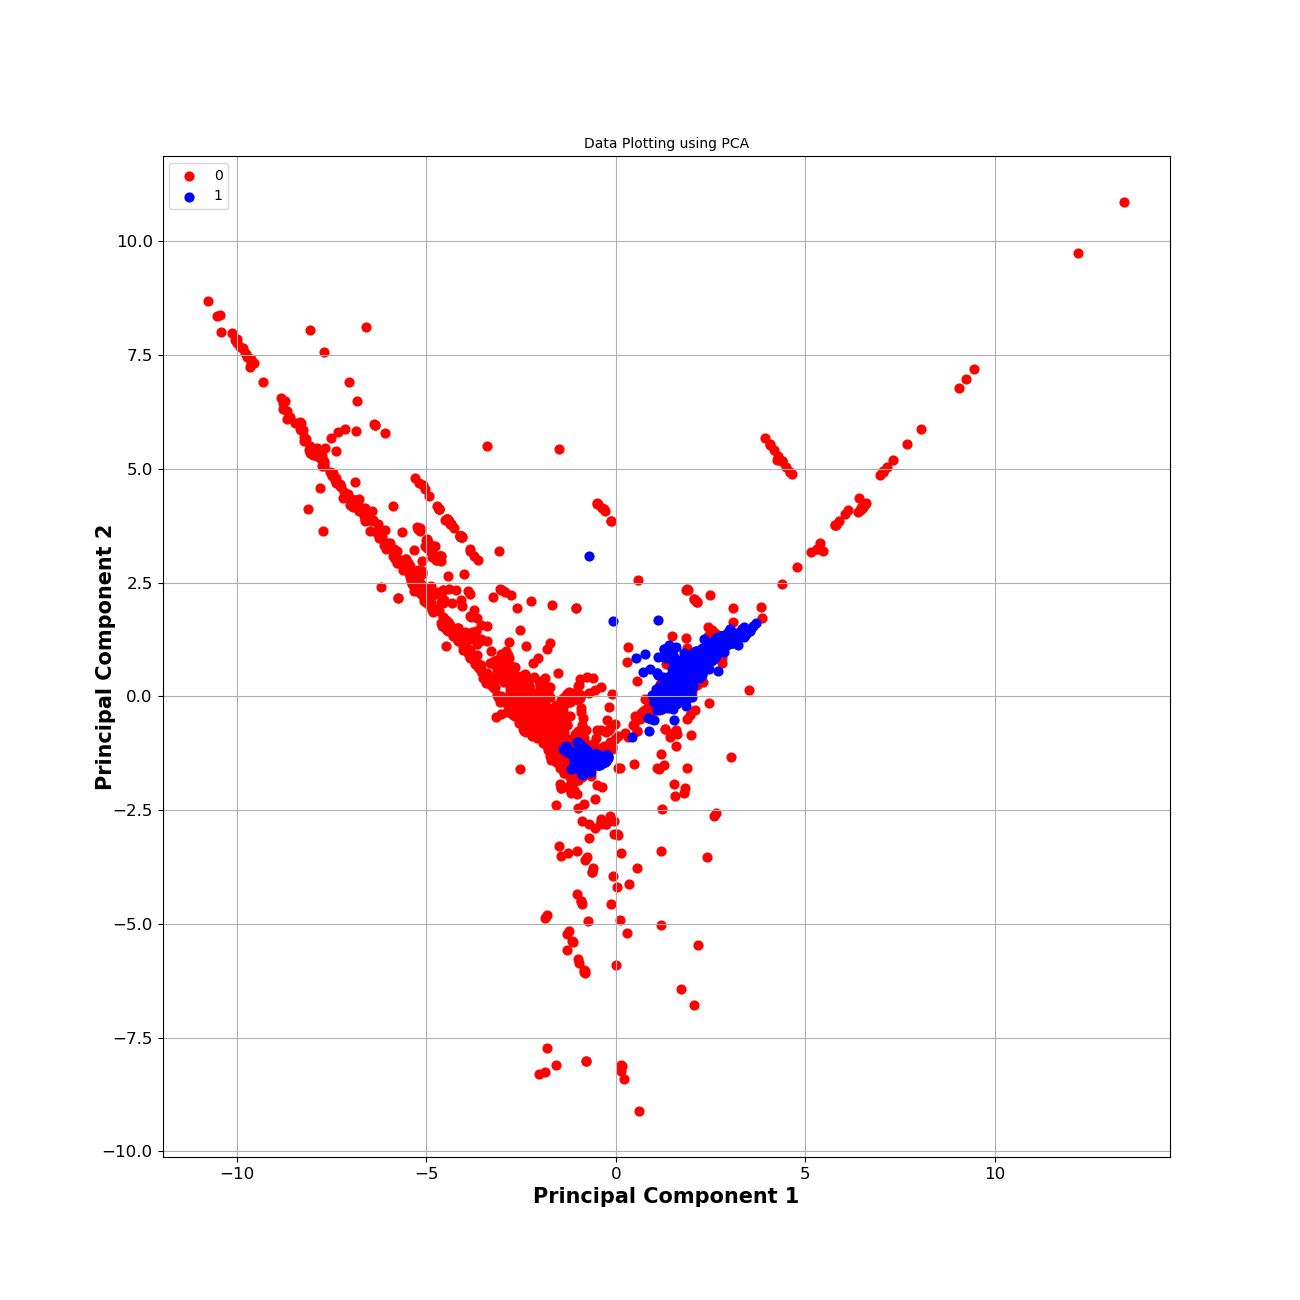 Data Plotting using PCA
0
1
10.0
7.5
5.0
2.5
0.0
−2.5
−5.0
−7.5
−10.0
Principal Component 2
−10 −5 0 5 10
Principal Component 1